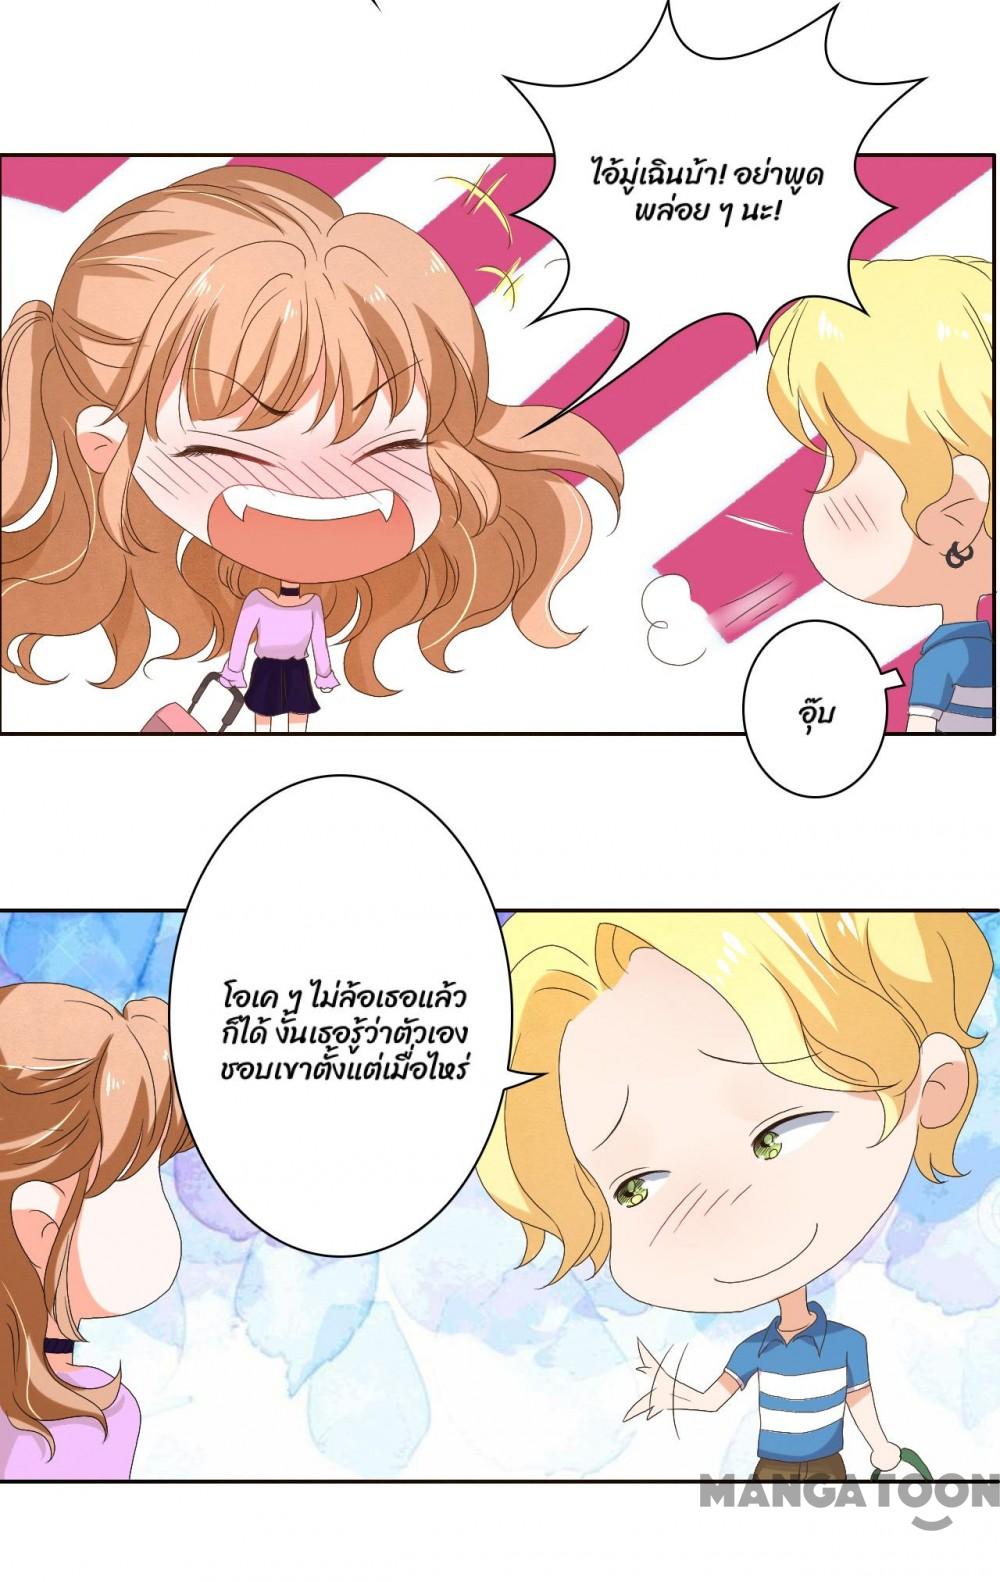 ไอ้มู่เฉินบ้า! อย่าพูด
พล่อย ๆ นะ!
อุ๊บ
โอเค ๆ ไม่ล้อเธอแล้ว
ก็ได้ งั้นเธอรู้ว่าตัวเอง
ชอบเขาตั้งแต่เมื่อไหร่
MANGATOON